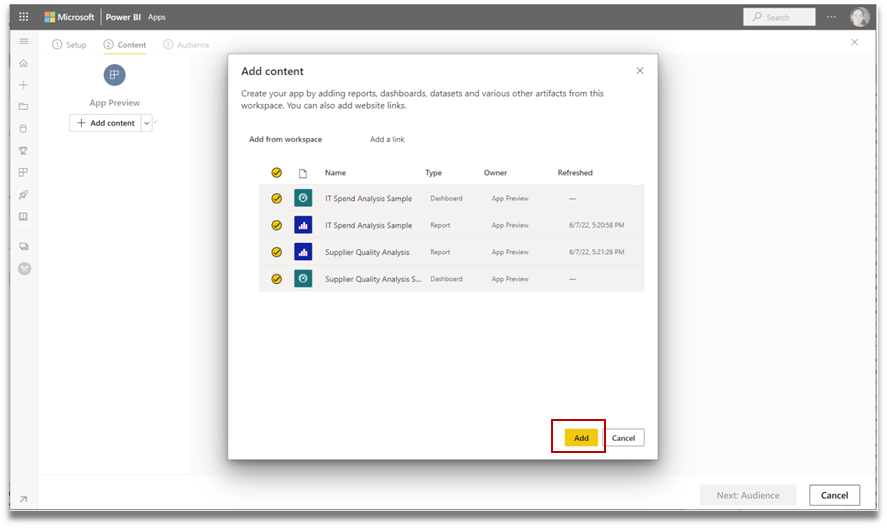 Microsoft Power BI Apps Search
1 Setup 2 Content 3 Audience
App Preview
Add content
Add content
Create your app by adding reports, dashboards, datasets and various other artifacts from this
workspace. You can also add website links.
Add from workspace Add a link
Name Type Owner Refreshed
IT Spend Analysis Sample Dashboard App Preview —
IT Spend Analysis Sample Report App Preview 6/7/22, 5:20:58 PM
Supplier Quality Analysis Report App Preview 6/7/22, 5:21:26 PM
Supplier Quality Analysis S... Dashboard App Preview —
Add Cancel
Next: Audience Cancel